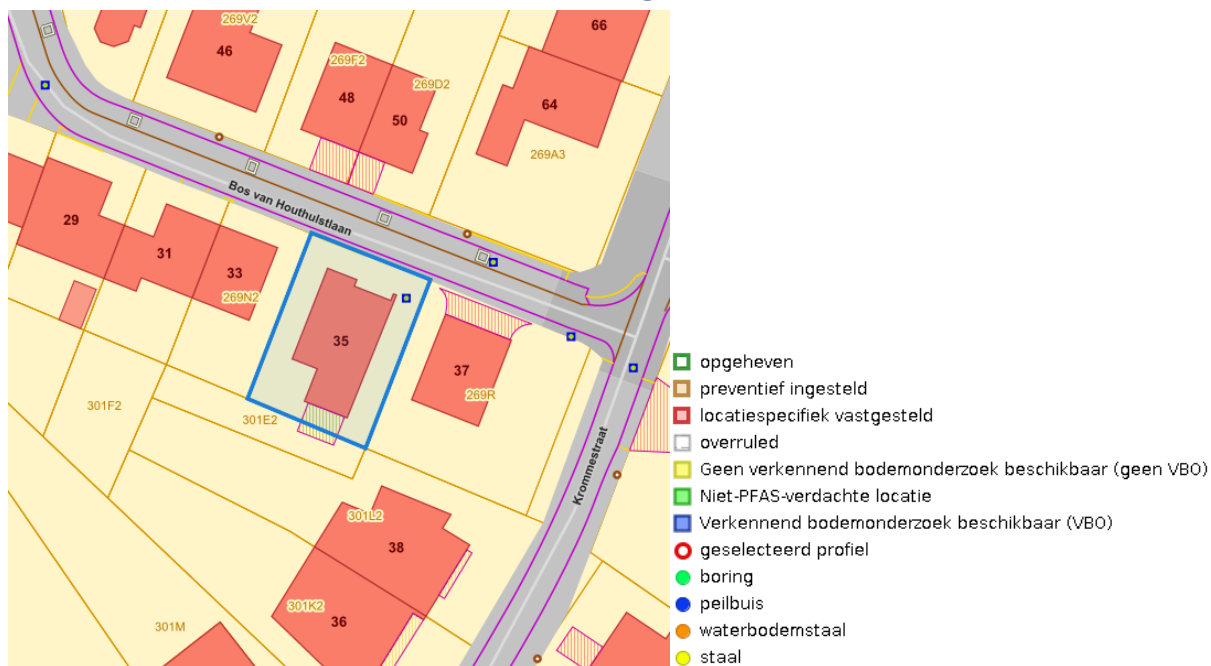 269V2
46
269F2
48
269D2
50
66
64
269A3
Bos van Houthulstlaan
29
31
33
269N2
35
37
269R
301F2
301E2
Krommestraat
301L2
38
301K2
36
301M
opgeheven
preventief ingesteld
locatiespecifiek vastgesteld
overruled
Geen verkennend bodemonderzoek beschikbaar (geen VBO)
Niet-PFAS-verdachte locatie
Verkennend bodemonderzoek beschikbaar (VBO)
geselecteerd profiel
boring
peilbuis
waterbodemstaal
staal